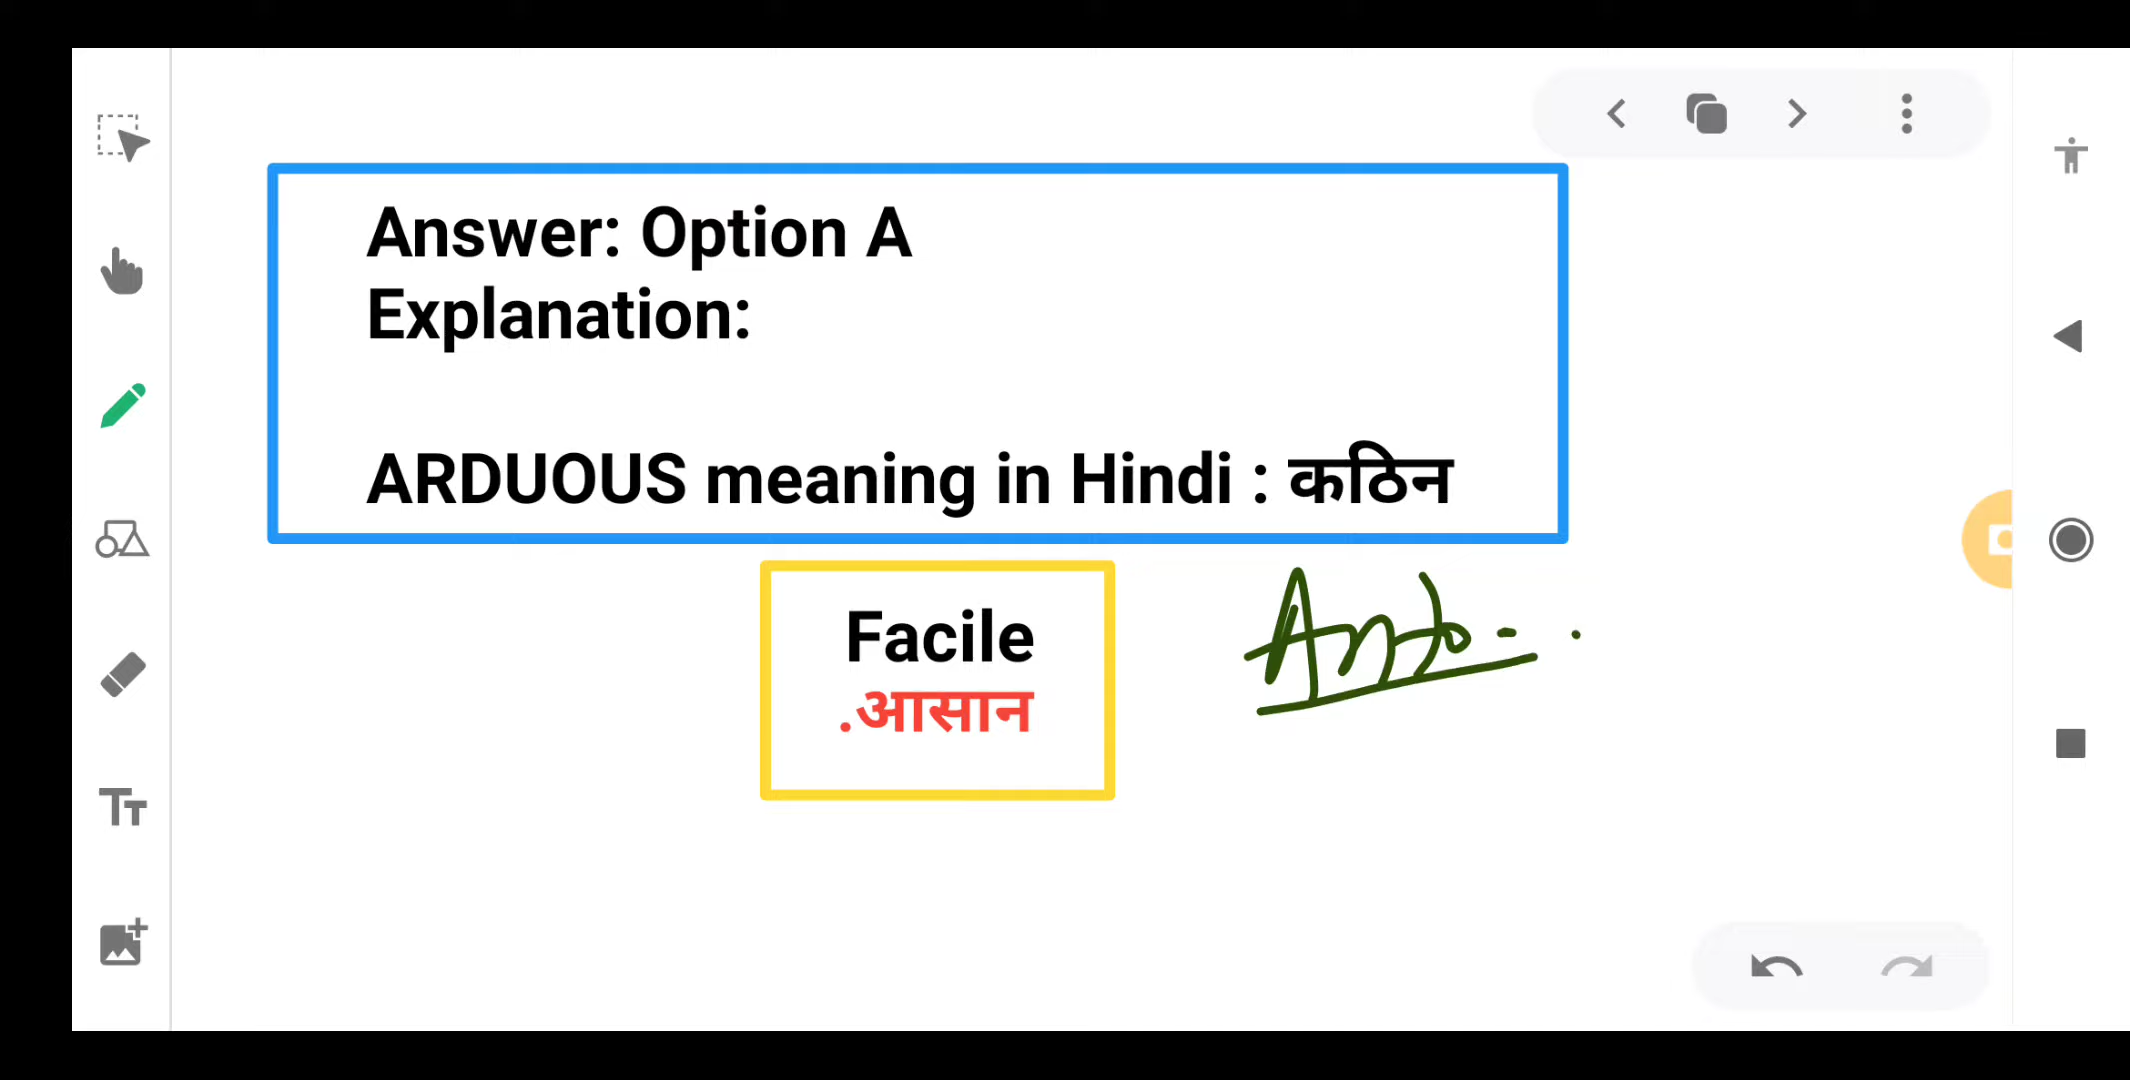 Answer: Option A
Explanation:
ARDUOUS meaning in Hindi : कठिन
Facile
.आसान